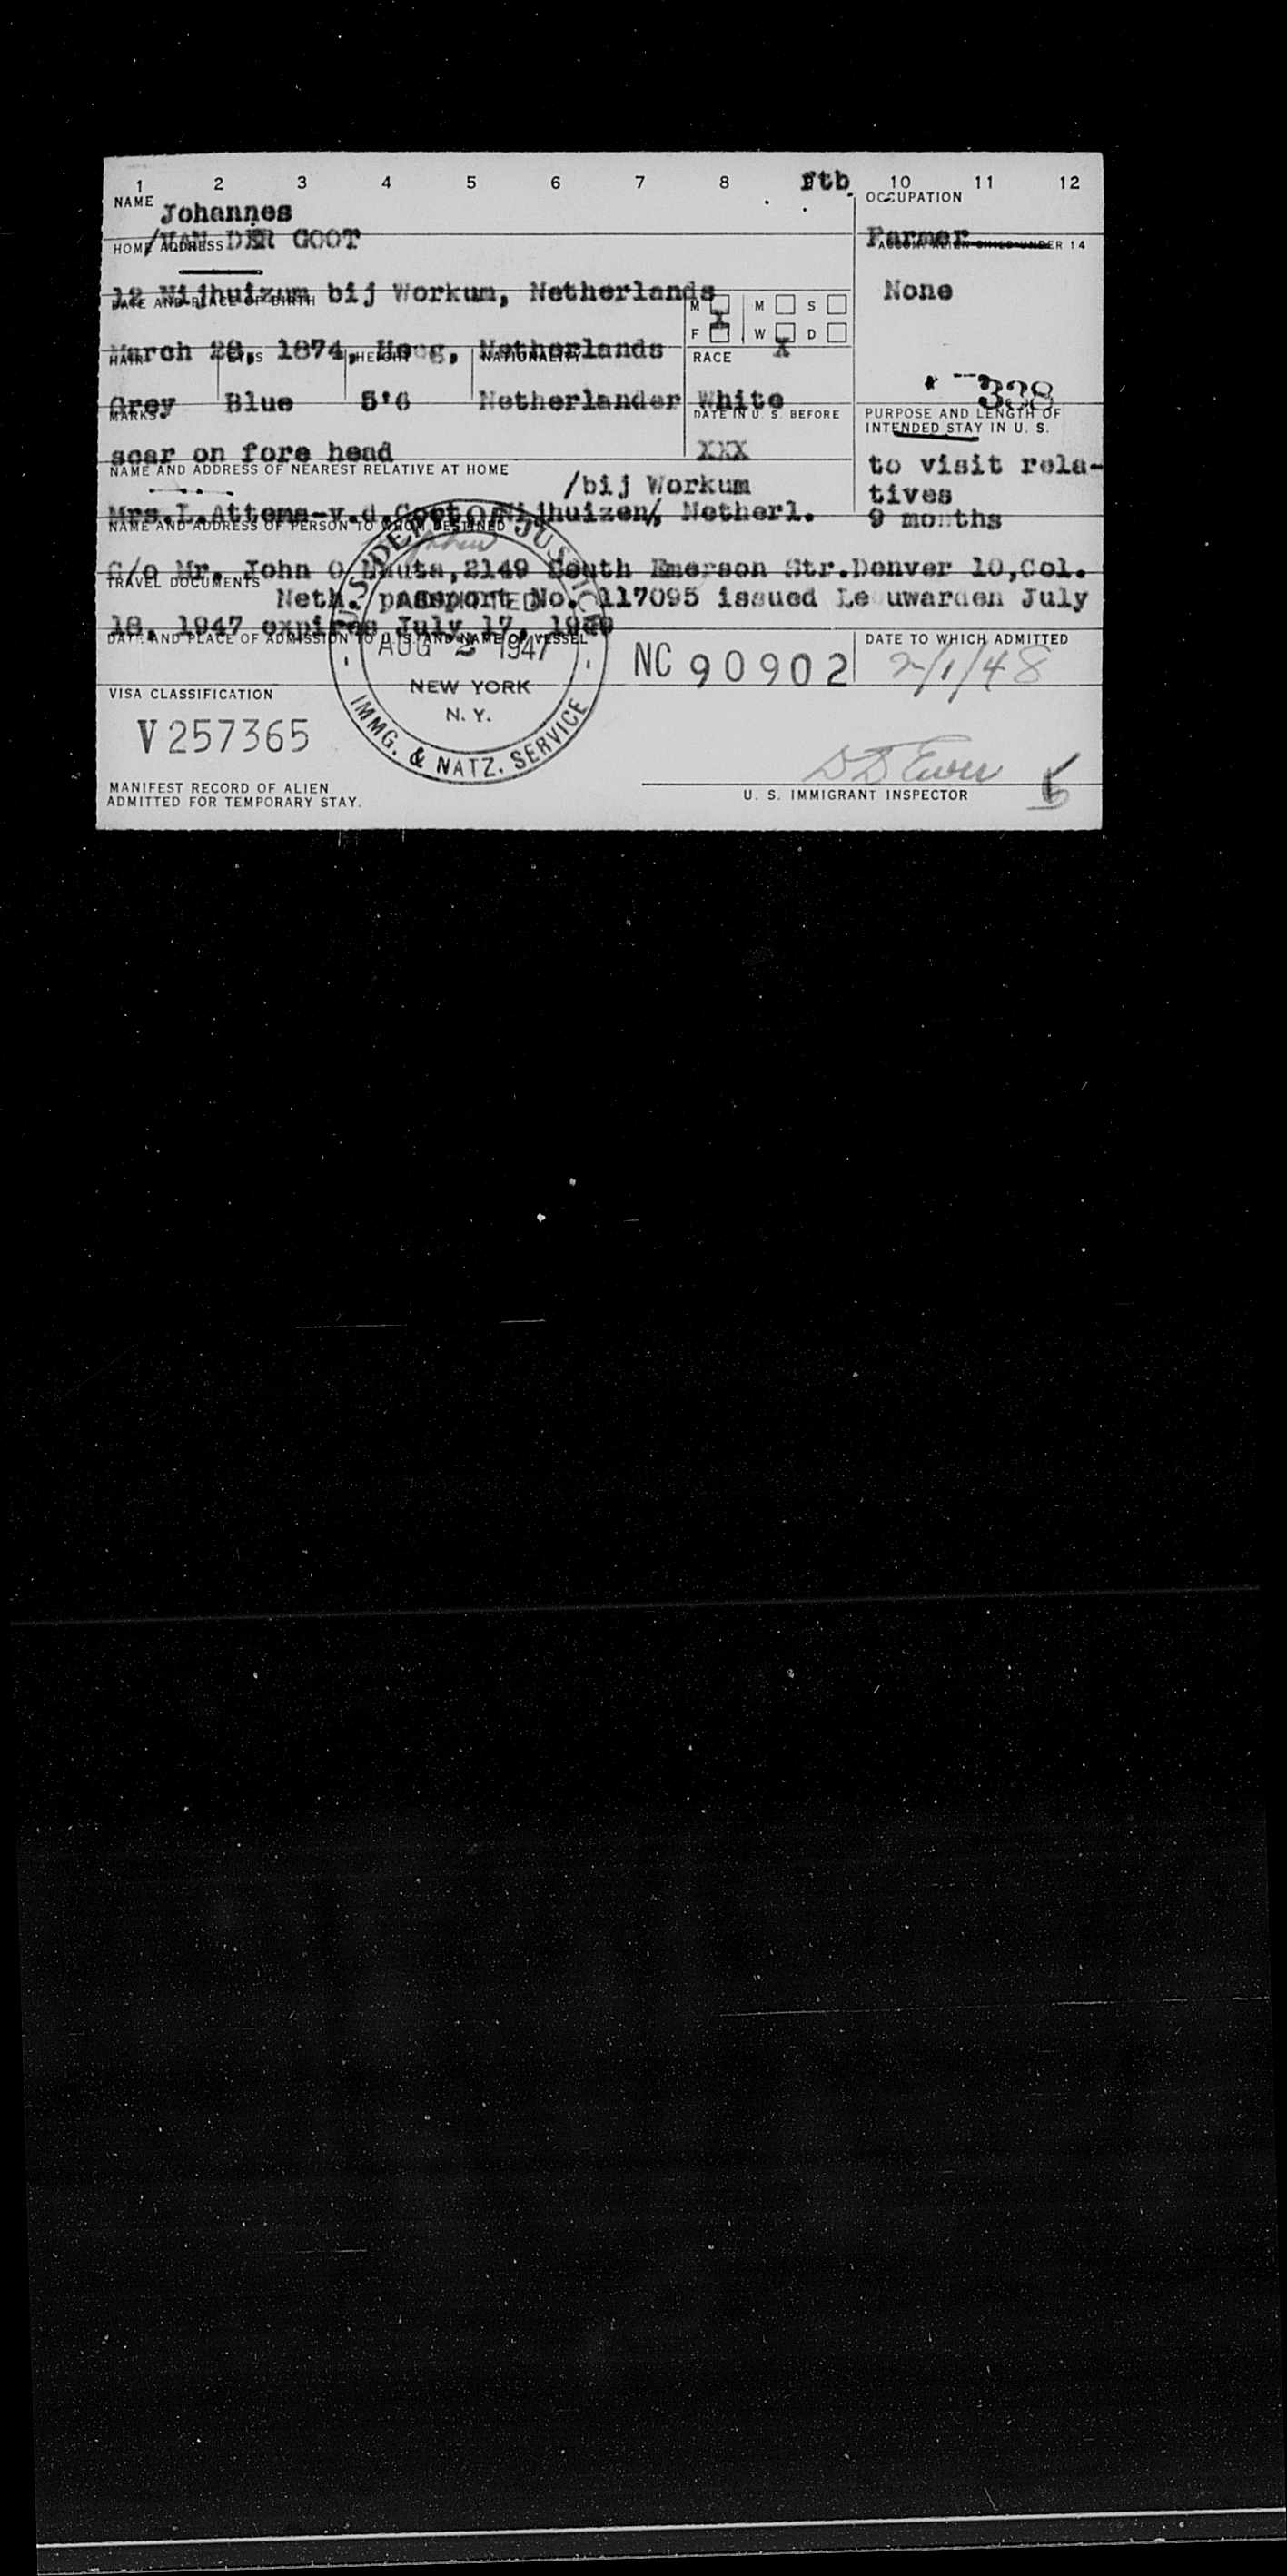 1 2 3 4 5 6 7 8 ftb 10 11 12
NAME
Johannes
OCCUPATION
HOME ADDRESS
/VAN DER GOOT
Farmer
UNDER 14
12 Nijhuizum bij Workum, Netherlands
DATE AND PLACE OF BIRTH
None
M M S
F W D
X X
March 28, 1874, Netherlands
HAIR EYES HEIGHT NATIONALITY RACE
Grey Blue 5'6 Netherlander White
338
MARKS
DATE IN U. S. BEFORE
PURPOSE AND LENGTH OF
INTENDED STAY IN U. S.
scar on fore head
XXX
to visit rela-
tives
9 months
NAME AND ADDRESS OF NEAREST RELATIVE AT HOME
/bij Workum
Mrs.L.Attema-v.d.Goot, Nijhuizen/, Netherl.
NAME AND ADDRESS OF PERSON TO WHOM DESTINED
C/o Mr. John O Nauta,2149 South Emerson Str.Denver 10,Col.
TRAVEL DOCUMENTS
Neth. passport No. 117095 issued Leeuwarden July
18, 1947 expires July 17, 1949
DATE AND PLACE OF ADMISSION TO U. S. AND NAME OF VESSEL
DATE TO WHICH ADMITTED
U. S. DEPT. OF JUSTICE
ADMITTED
AUG 2 1947
NEW YORK
N. Y.
IMMG. & NATZ. SERVICE
NC 90902
2/1/48
VISA CLASSIFICATION
V 257365
MANIFEST RECORD OF ALIEN
ADMITTED FOR TEMPORARY STAY.
U. S. IMMIGRANT INSPECTOR